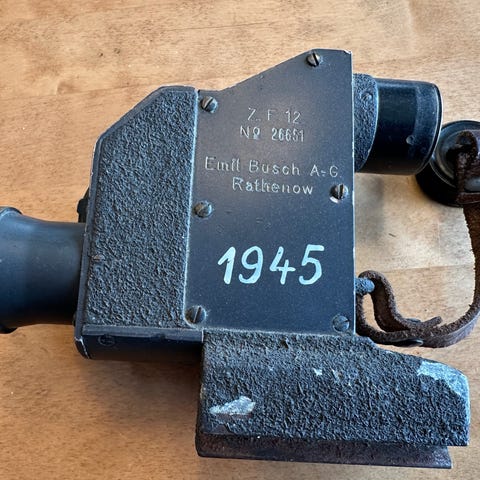 Z. F. 12.
Nº 26651
Emil Busch A.-G.
Rathenow
1945